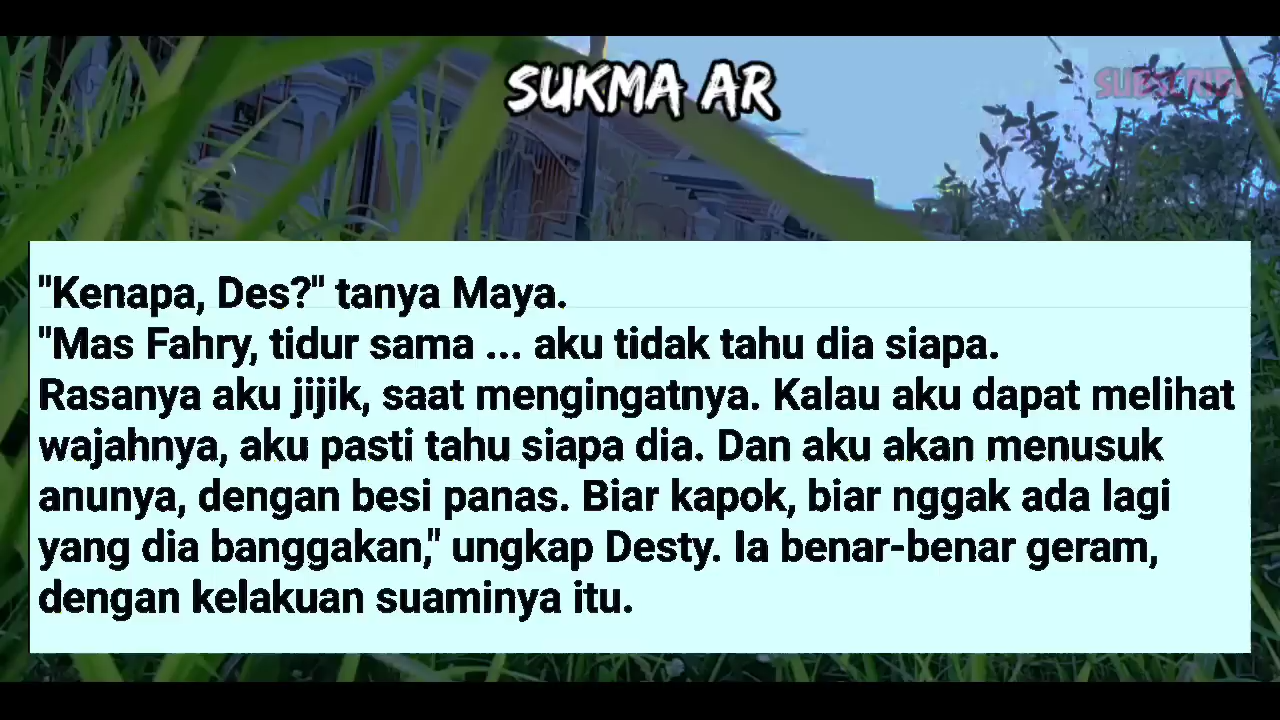 SUKMA AR
SUBSCRIBE
"Kenapa, Des?" tanya Maya.
"Mas Fahry, tidur sama ... aku tidak tahu dia siapa.
Rasanya aku jijik, saat mengingatnya. Kalau aku dapat melihat
wajahnya, aku pasti tahu siapa dia. Dan aku akan menusuk
anunya, dengan besi panas. Biar kapok, biar nggak ada lagi
yang dia banggakan," ungkap Desty. Ia benar-benar geram,
dengan kelakuan suaminya itu.